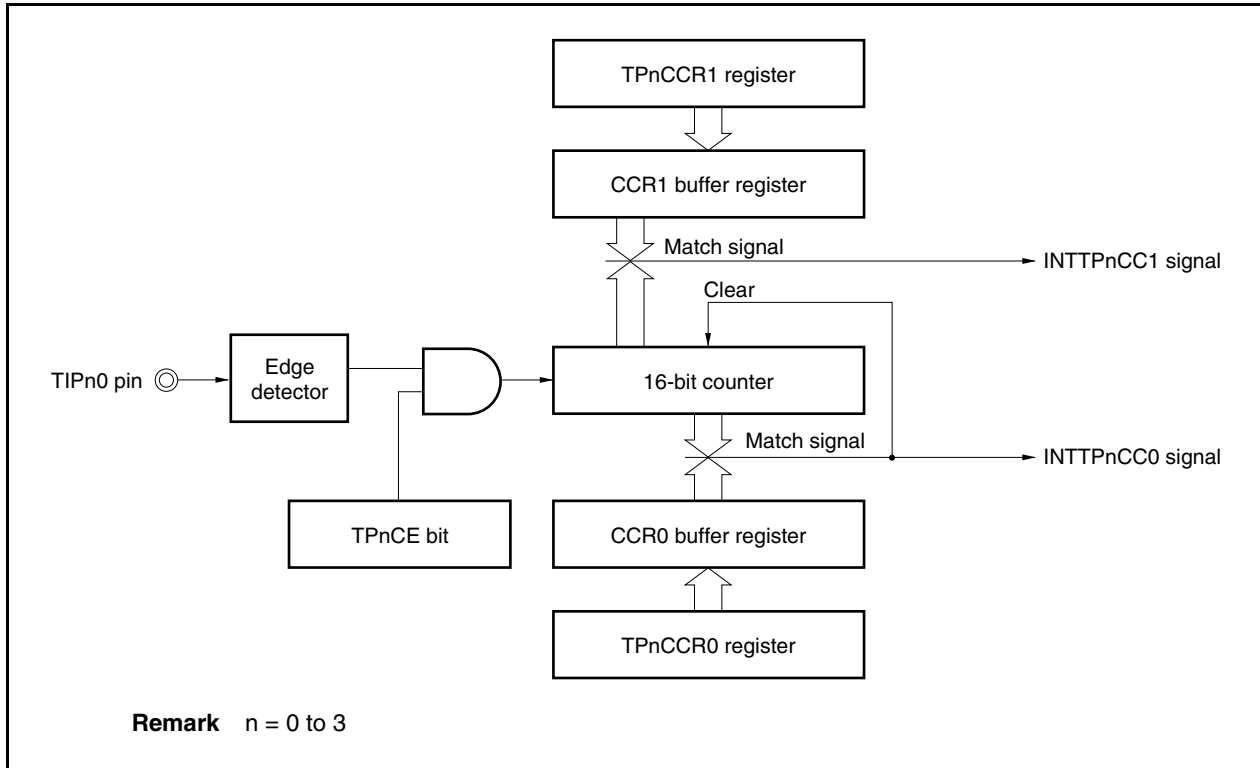 TPnCCR1 register
CCR1 buffer register
Match signal
INTTPnCC1 signal
Clear
TIPn0 pin
Edge
detector
16-bit counter
Match signal
INTTPnCC0 signal
TPnCE bit
CCR0 buffer register
TPnCCR0 register
Remark n = 0 to 3